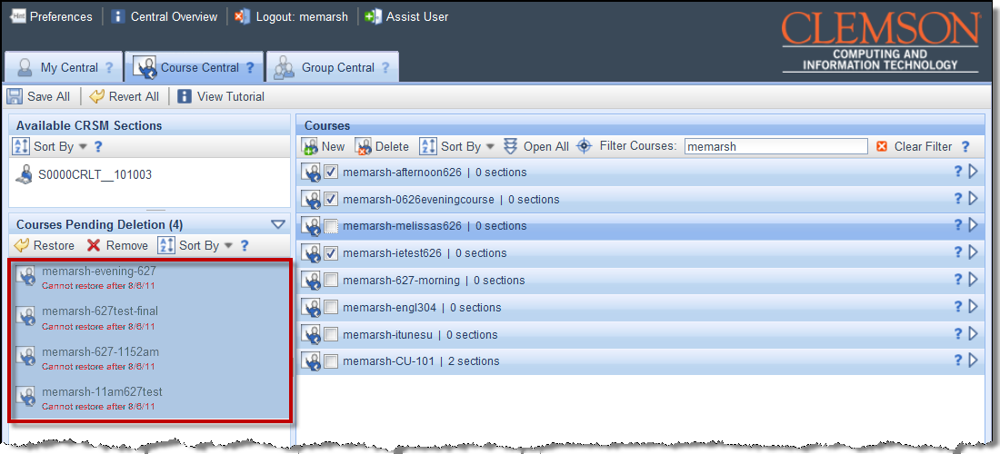 Preferences | Central Overview | Logout: memarsh | Assist User
CLEMSON
COMPUTING AND
INFORMATION TECHNOLOGY
My Central ? Course Central ? Group Central ?
Save All | Revert All | View Tutorial
Available CRSM Sections
Sort By ?
S0000CRLT__101003
Courses Pending Deletion (4)
Restore Remove Sort By ?
memarsh-evening-627
Cannot restore after 8/6/11
memarsh-627test-final
Cannot restore after 8/6/11
memarsh-627-1152am
Cannot restore after 8/6/11
memarsh-11am627test
Cannot restore after 8/6/11
Courses
New Delete Sort By Open All Filter Courses: memarsh Clear Filter ?
memarsh-afternoon626 | 0 sections ?
memarsh-0626eveningcourse | 0 sections ?
memarsh-melissas626 | 0 sections ?
memarsh-ietest626 | 0 sections ?
memarsh-627-morning | 0 sections ?
memarsh-engl304 | 0 sections ?
memarsh-itunesu | 0 sections ?
memarsh-CU-101 | 2 sections ?